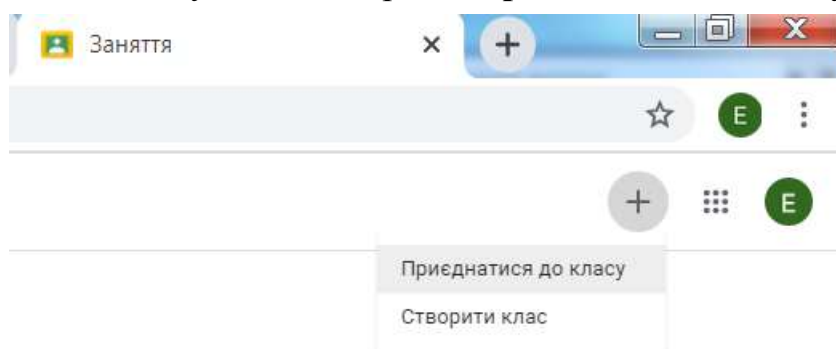 Заняття
E
E
Приєднатися до класу
Створити клас